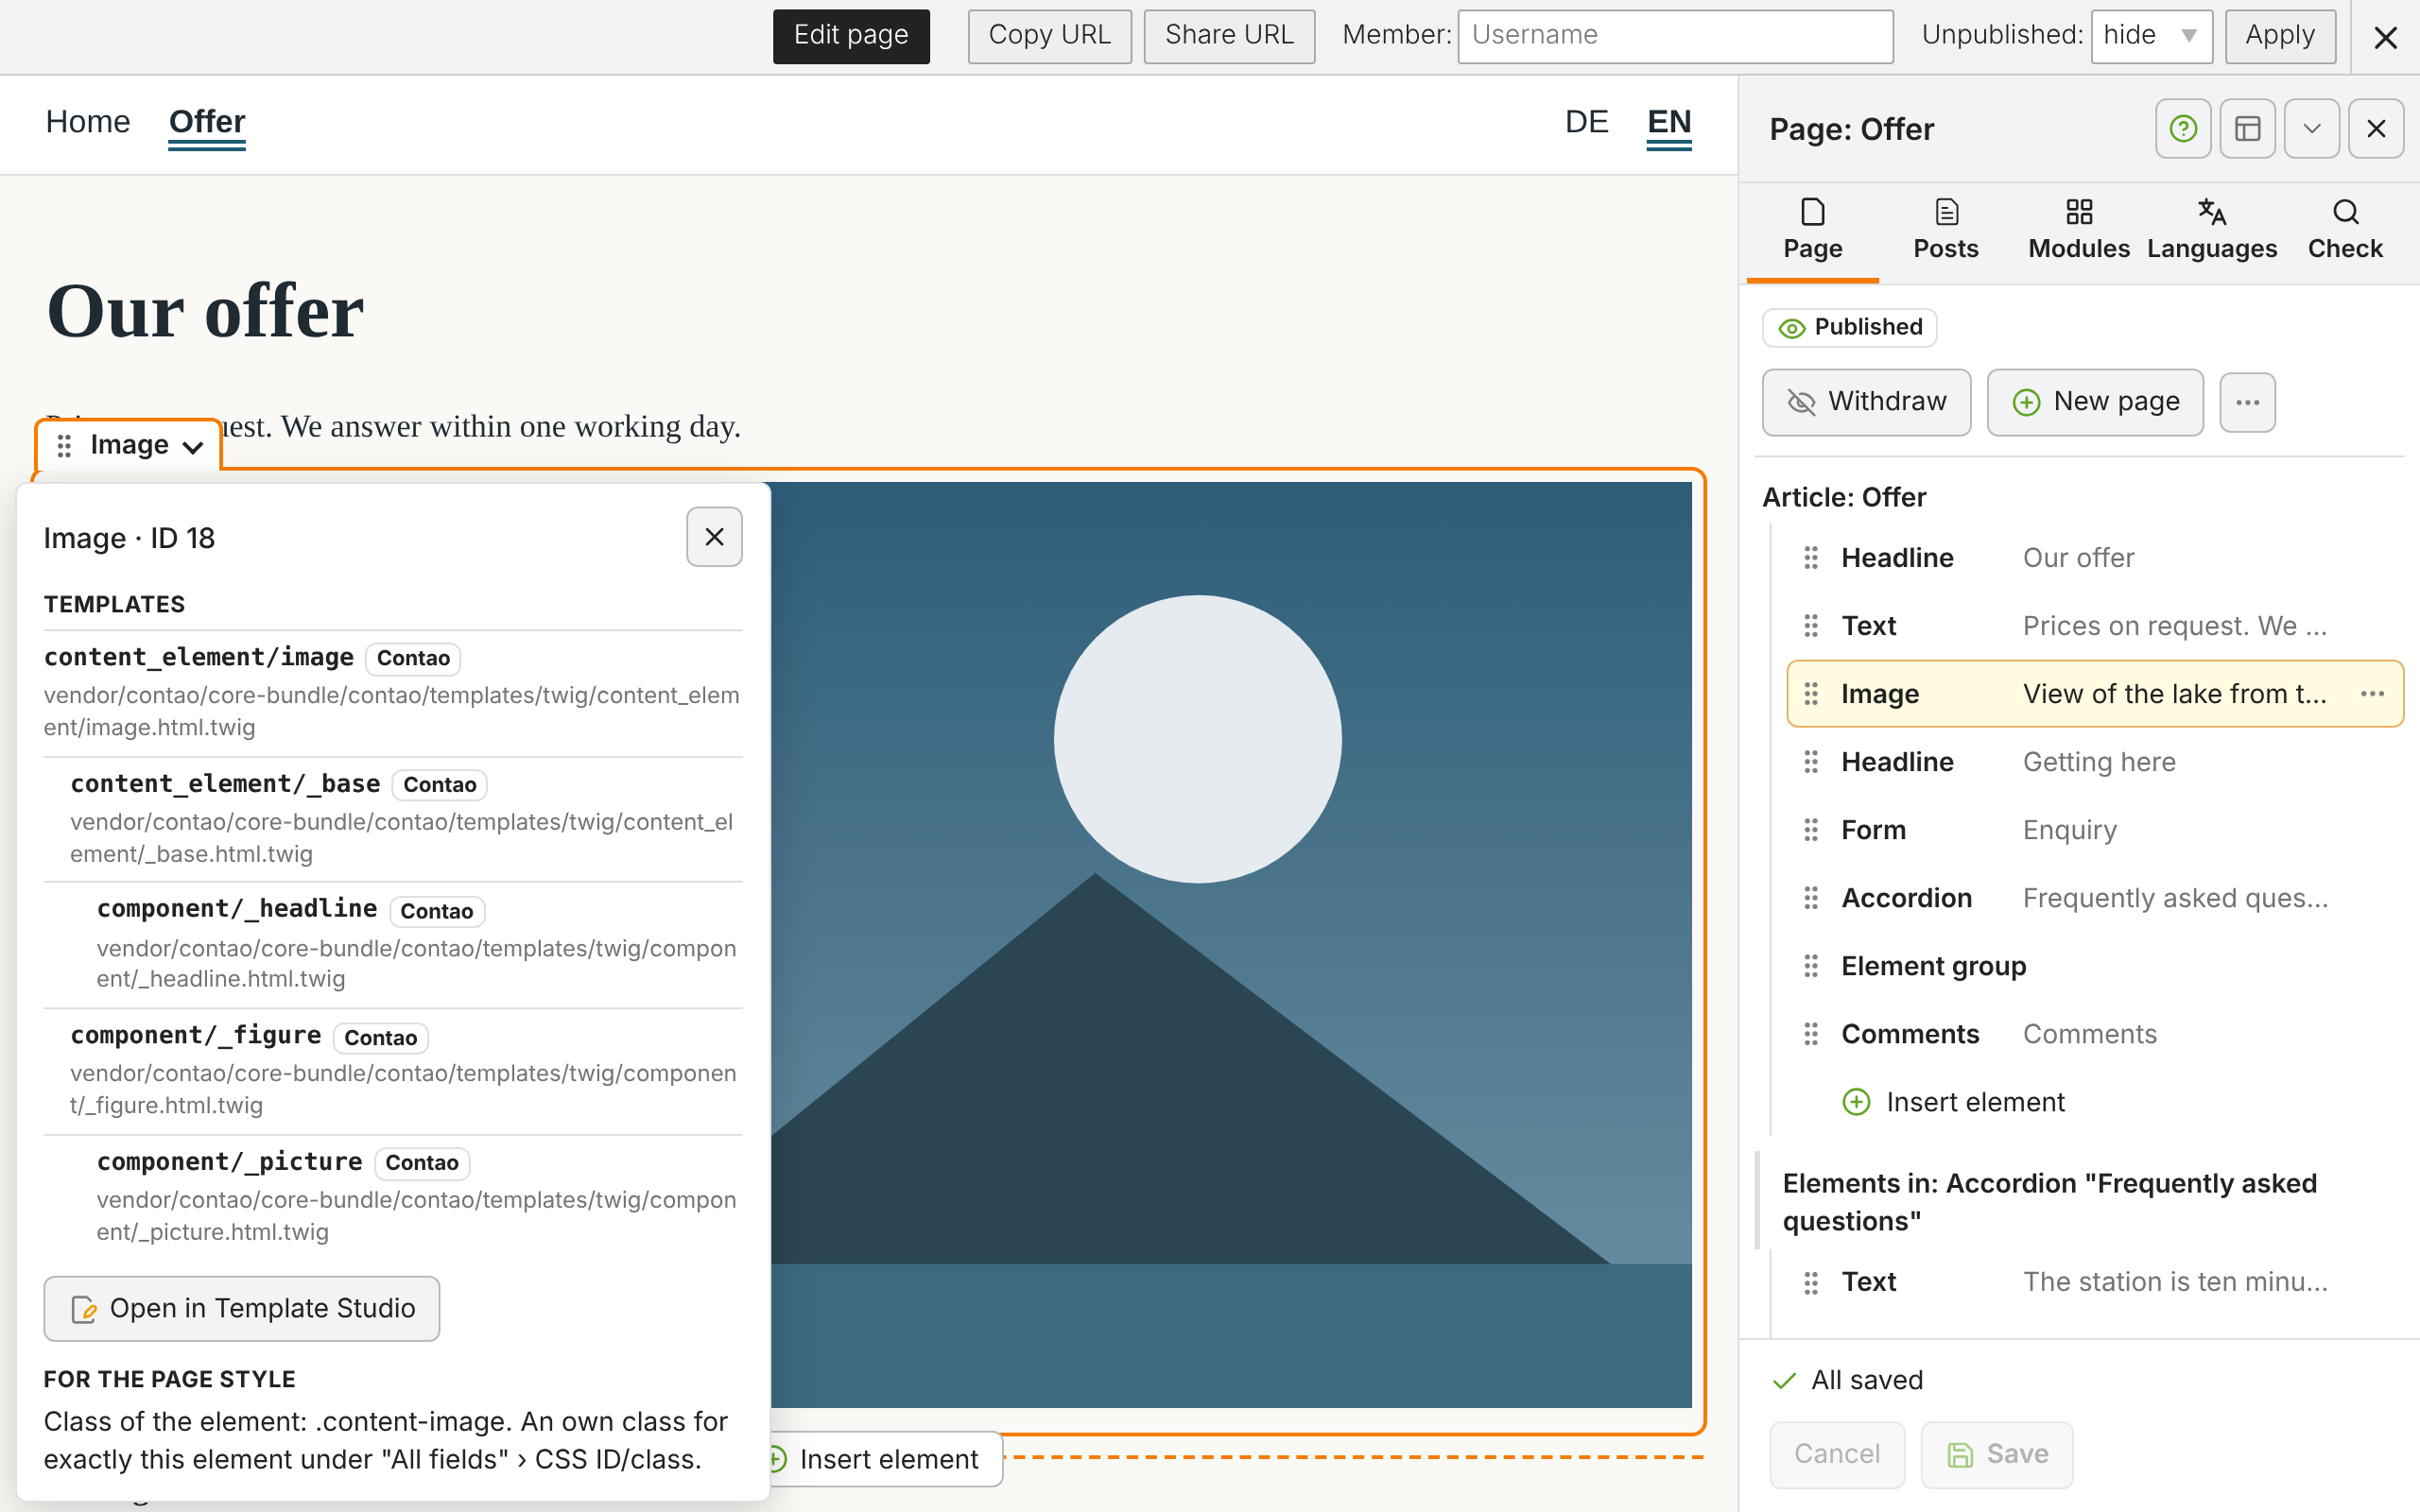 Edit page
Copy URL
Share URL
Member:
Username
Unpublished:
hide
Apply
Home
Offer
DE
EN
Our offer
We answer within one working day.
Image
Image · ID 18
TEMPLATES
content_element/image Contao
vendor/contao/core-bundle/contao/templates/twig/content_elem
ent/image.html.twig
content_element/_base Contao
vendor/contao/core-bundle/contao/templates/twig/content_el
ement/_base.html.twig
component/_headline Contao
vendor/contao/core-bundle/contao/templates/twig/compon
ent/_headline.html.twig
component/_figure Contao
vendor/contao/core-bundle/contao/templates/twig/componen
t/_figure.html.twig
component/_picture Contao
vendor/contao/core-bundle/contao/templates/twig/compon
ent/_picture.html.twig
Open in Template Studio
FOR THE PAGE STYLE
Class of the element: .content-image. An own class for
exactly this element under "All fields" › CSS ID/class.
Insert element
Page: Offer
Page
Posts
Modules
Languages
Check
Published
Withdraw
New page
Article: Offer
Headline Our offer
Text Prices on request. We ...
Image View of the lake from t...
Headline Getting here
Form Enquiry
Accordion Frequently asked ques...
Element group
Comments Comments
Insert element
Elements in: Accordion "Frequently asked
questions"
Text The station is ten minu...
All saved
Cancel
Save